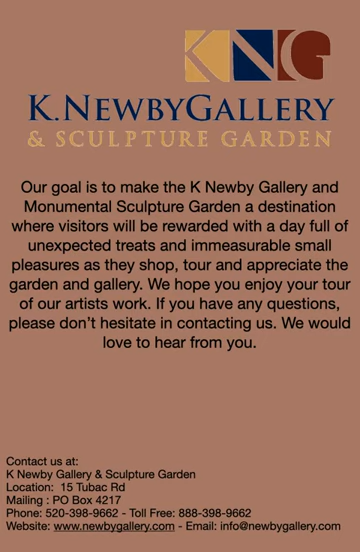 KNG
K.NEWBYGALLERY
& SCULPTURE GARDEN
Our goal is to make the K Newby Gallery and
Monumental Sculpture Garden a destination
where visitors will be rewarded with a day full of
unexpected treats and immeasurable small
pleasures as they shop, tour and appreciate the
garden and gallery. We hope you enjoy your tour
of our artists work. If you have any questions,
please don't hesitate in contacting us. We would
love to hear from you.
Contact us at:
K Newby Gallery & Sculpture Garden
Location:  15 Tubac Rd
Mailing : PO Box 4217
Phone: 520-398-9662 - Toll Free: 888-398-9662
Website: www.newbygallery.com - Email: info@newbygallery.com